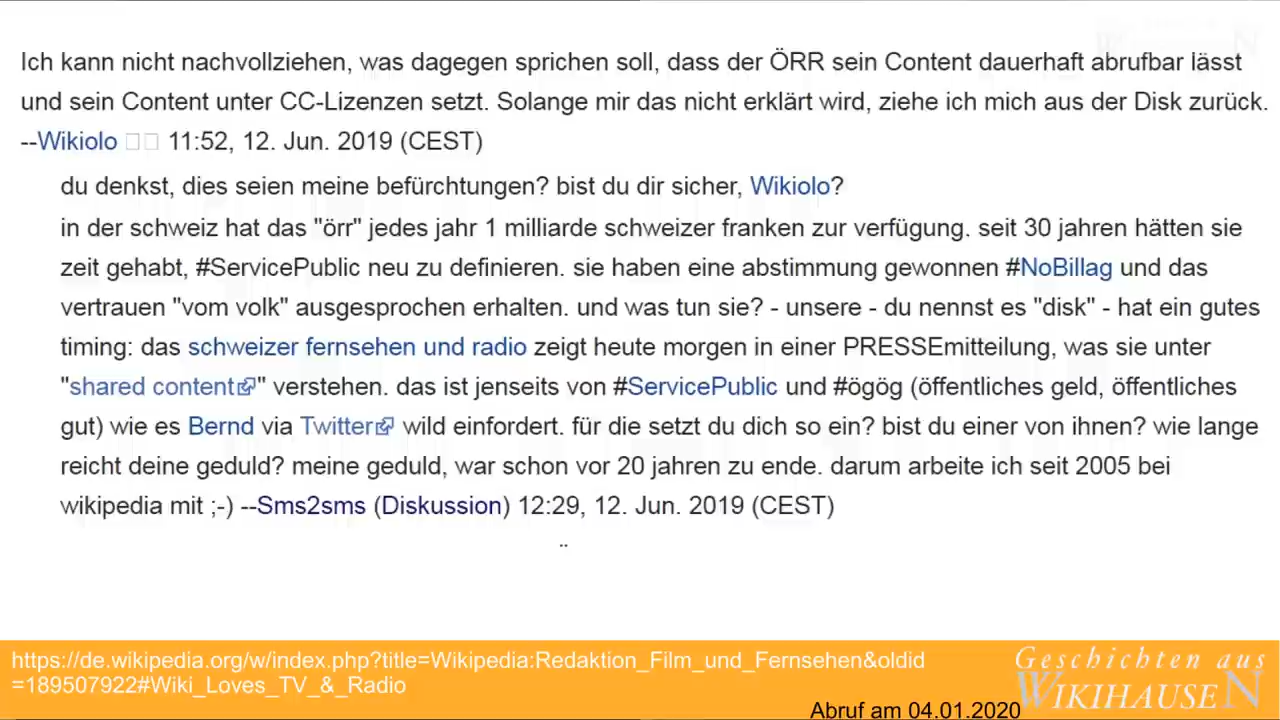 Ich kann nicht nachvollziehen, was dagegen sprichen soll, dass der ÖRR sein Content dauerhaft abrufbar lässt
und sein Content unter CC-Lizenzen setzt. Solange mir das nicht erklärt wird, ziehe ich mich aus der Disk zurück.
--Wikiolo □□ 11:52, 12. Jun. 2019 (CEST)
du denkst, dies seien meine befürchtungen? bist du dir sicher, Wikiolo?
in der schweiz hat das "örr" jedes jahr 1 milliarde schweizer franken zur verfügung. seit 30 jahren hätten sie
zeit gehabt, #ServicePublic neu zu definieren. sie haben eine abstimmung gewonnen #NoBillag und das
vertrauen "vom volk" ausgesprochen erhalten. und was tun sie? - unsere - du nennst es "disk" - hat ein gutes
timing: das schweizer fernsehen und radio zeigt heute morgen in einer PRESSEmitteilung, was sie unter
"shared content" verstehen. das ist jenseits von #ServicePublic und #ögög (öffentliches geld, öffentliches
gut) wie es Bernd via Twitter wild einfordert. für die setzt du dich so ein? bist du einer von ihnen? wie lange
reicht deine geduld? meine geduld, war schon vor 20 jahren zu ende. darum arbeite ich seit 2005 bei
wikipedia mit ;-) --Sms2sms (Diskussion) 12:29, 12. Jun. 2019 (CEST)
..
https://de.wikipedia.org/w/index.php?title=Wikipedia:Redaktion_Film_und_Fernsehen&oldid
=189507922#Wiki_Loves_TV_&_Radio
Geschichten aus
WIKIHAUSEN
Abruf am 04.01.2020